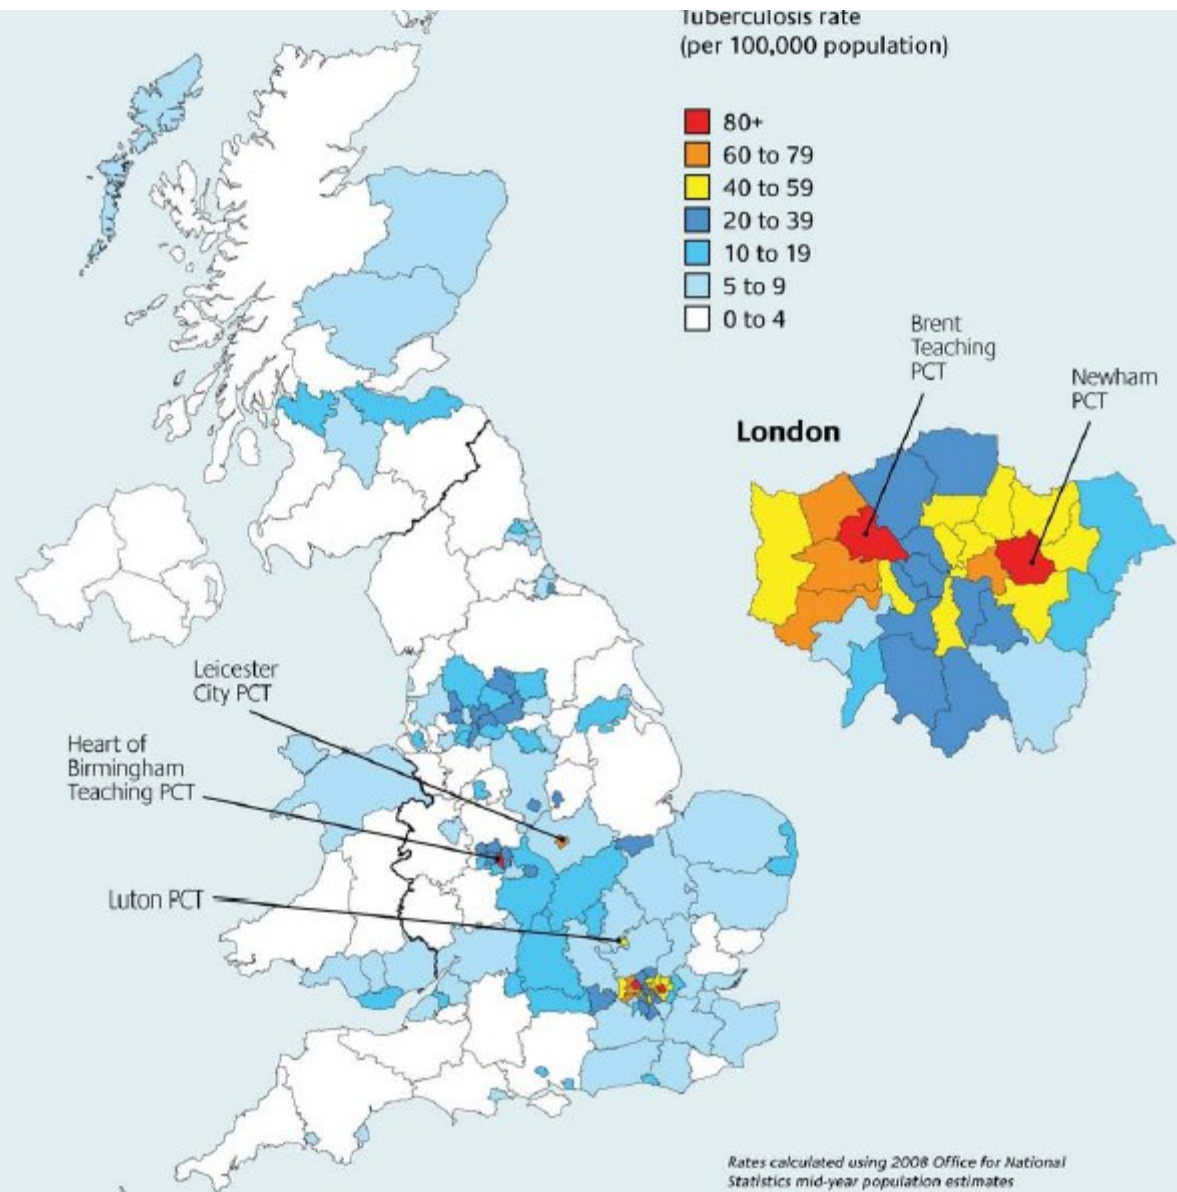 Tuberculosis rate
(per 100,000 population)
80+
60 to 79
40 to 59
20 to 39
10 to 19
5 to 9
0 to 4
Brent
Teaching
PCT
Newham
PCT
London
Leicester
City PCT
Heart of
Birmingham
Teaching PCT
Luton PCT
Rates calculated using 2008 Office for National
Statistics mid-year population estimates